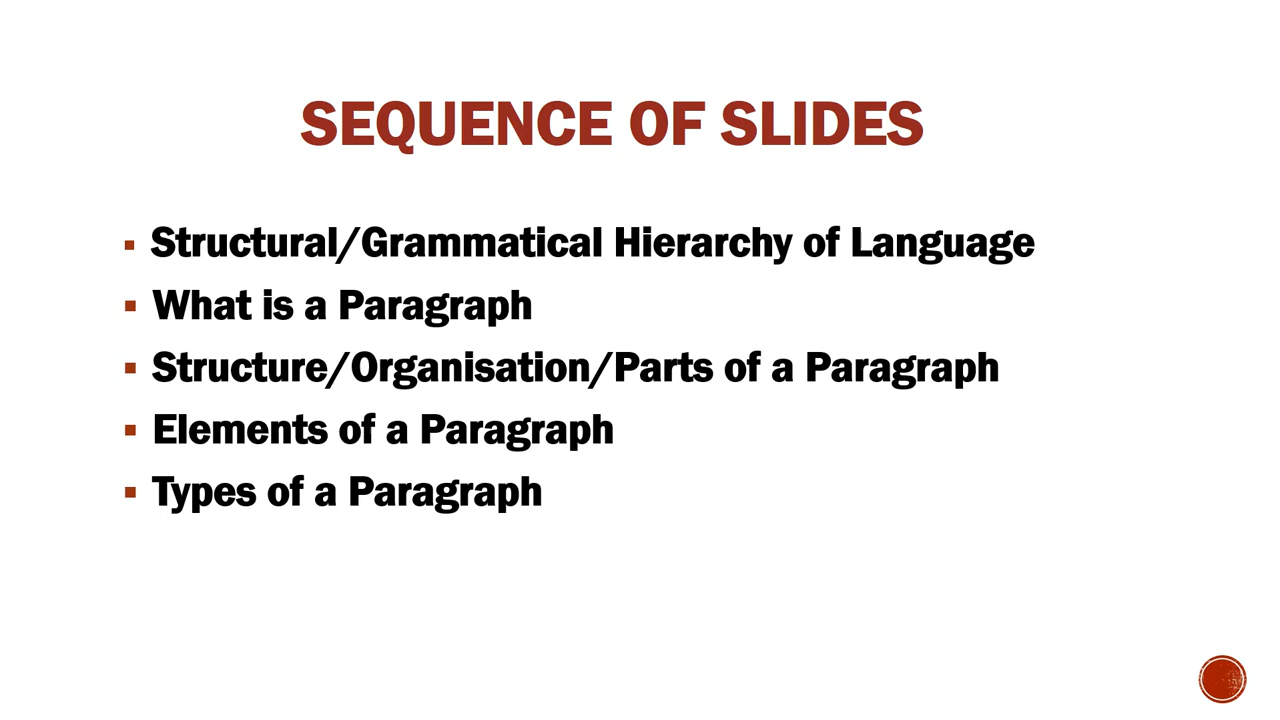 SEQUENCE OF SLIDES
▪ Structural/Grammatical Hierarchy of Language
▪ What is a Paragraph
▪ Structure/Organisation/Parts of a Paragraph
▪ Elements of a Paragraph
▪ Types of a Paragraph